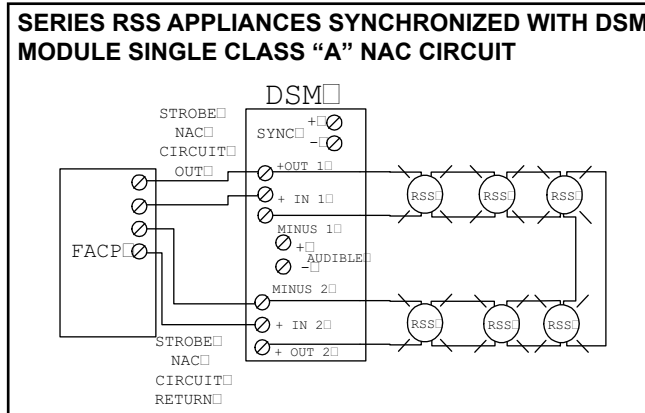 SERIES RSS APPLIANCES SYNCHRONIZED WITH DSM
MODULE SINGLE CLASS “A” NAC CIRCUIT
DSM
STROBE
NAC
CIRCUIT
OUT
SYNC
+
-
+OUT 1
+ IN 1
MINUS 1
+
AUDIBLE
-
MINUS 2
+ IN 2
+ OUT 2
FACP
STROBE
NAC
CIRCUIT
RETURN
RSS
RSS
RSS
RSS
RSS
RSS